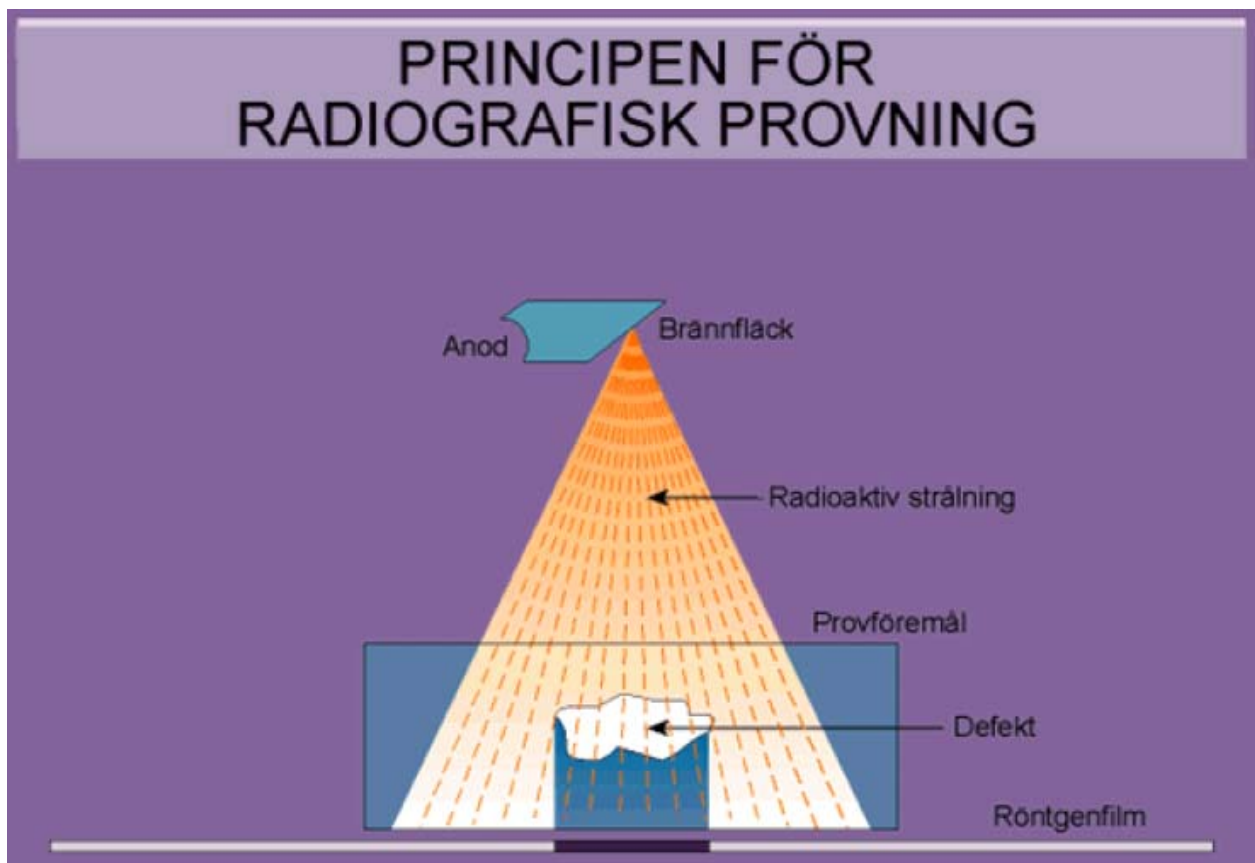 PRINCIPEN FÖR
RADIOGRAFISK PROVNING
Anod
Brännfläck
Radioaktiv strålning
Provföremål
Defekt
Röntgenfilm